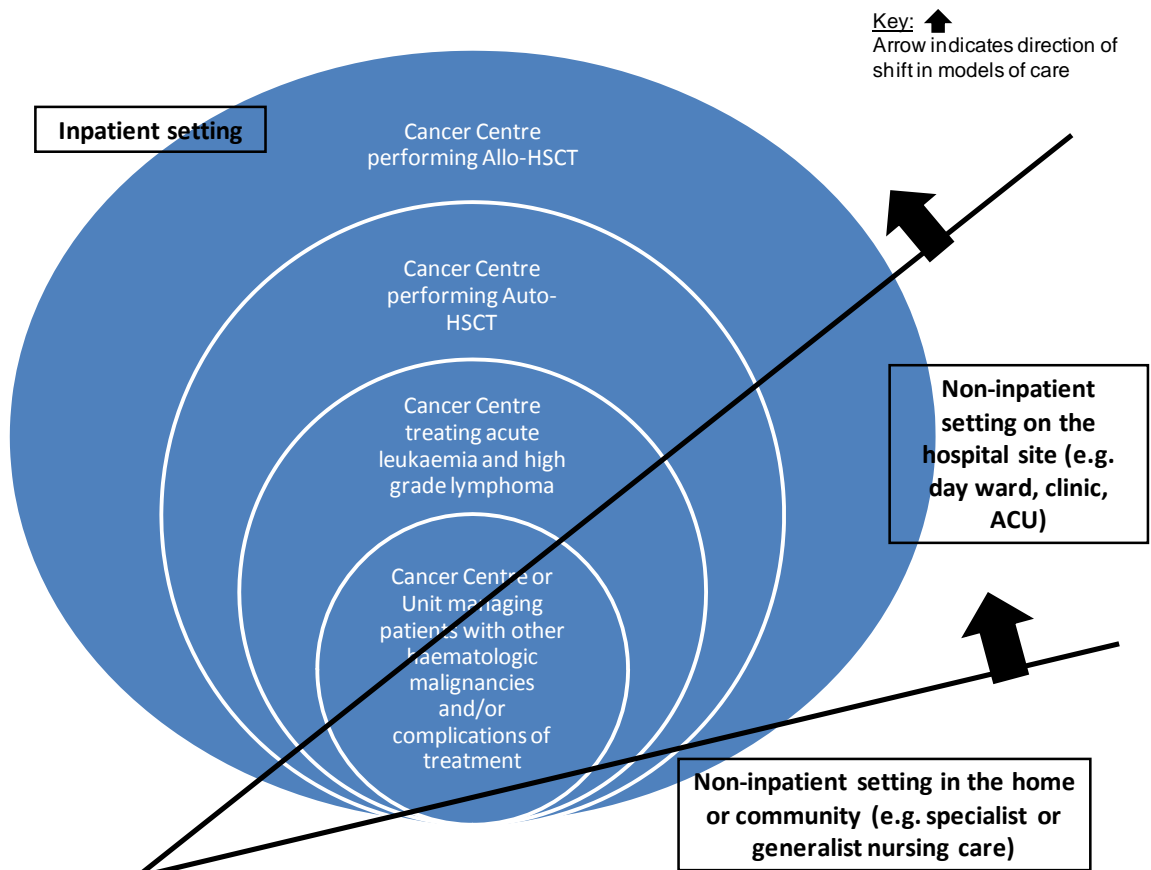 Key:
Arrow indicates direction of
shift in models of care
Inpatient setting
Cancer Centre
performing Allo-HSCT
Cancer Centre
performing Auto-
HSCT
Cancer Centre
treating acute
leukaemia and high
grade lymphoma
Cancer Centre or
Unit managing
patients with other
haematologic
malignancies
and/or
complications of
treatment
Non-inpatient
setting on the
hospital site (e.g.
day ward, clinic,
ACU)
Non-inpatient setting in the home
or community (e.g. specialist or
generalist nursing care)